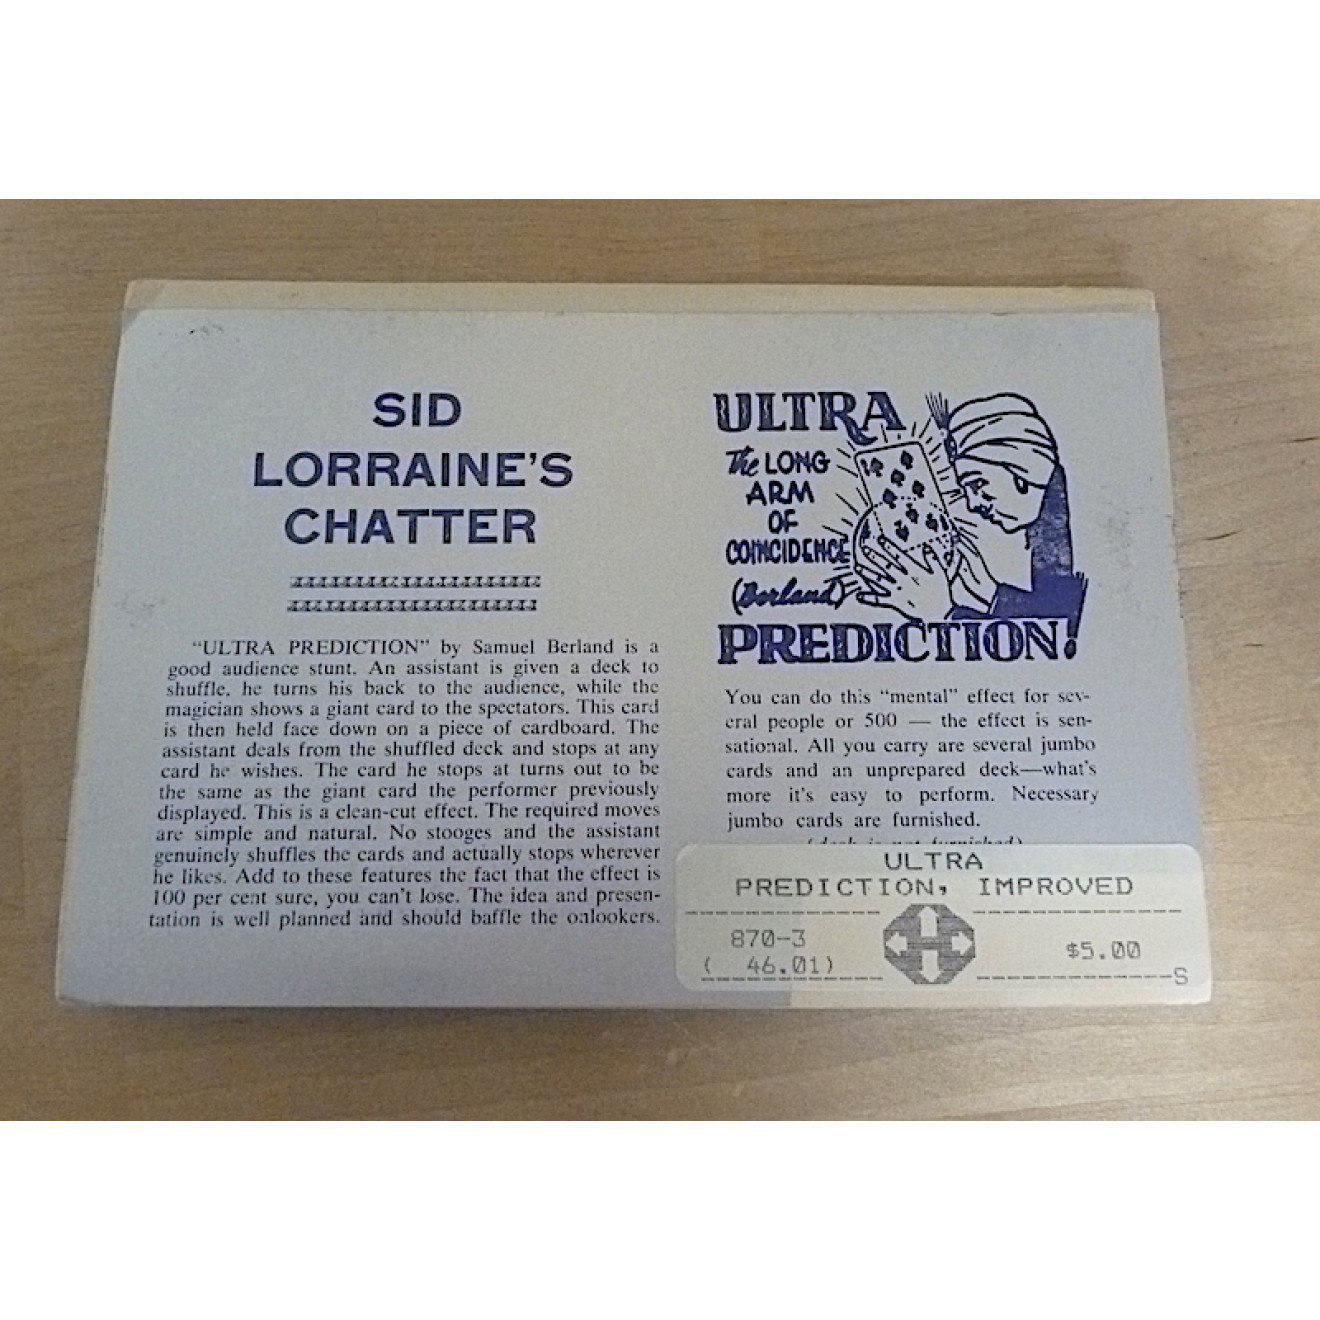 SID
LORRAINE'S
CHATTER
"ULTRA PREDICTION" by Samuel Berland is a
good audience stunt. An assistant is given a deck to
shuffle. he turns his back to the audience, while the
magician shows a giant card to the spectators. This card
is then held face down on a piece of cardboard. The
assistant deals from the shuffled deck and stops at any
card he wishes. The card he stops at turns out to be
the same as the giant card the performer previously
displayed. This is a clean-cut effect. The required moves
are simple and natural. No stooges and the assistant
genuinely shuffles the cards and actually stops wherever
he likes. Add to these features the fact that the effect is
100 per cent sure, you can't lose. The idea and presen-
tation is well planned and should baffle the onlookers.
ULTRA
The LONG
ARM
OF
COINCIDENCE
(Berland)
PREDICTION!
You can do this "mental" effect for sev-
eral people or 500 — the effect is sen-
sational. All you carry are several jumbo
cards and an unprepared deck—what's
more it's easy to perform. Necessary
jumbo cards are furnished.
(deck is not furnished)
ULTRA
PREDICTION, IMPROVED
870-3
( 46.01)
H
$5.00
S